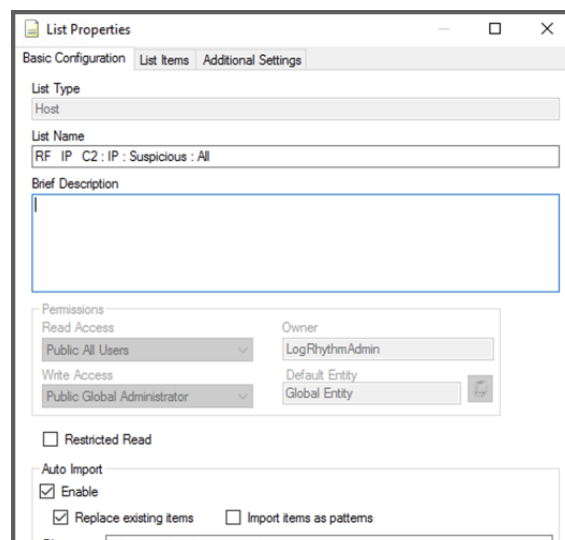 List Properties
Basic Configuration List Items Additional Settings
List Type
Host
List Name
RF IP C2 : IP : Suspicious : All
Brief Description
Permissions
Read Access Owner
Public All Users LogRhythmAdmin
Write Access Default Entity
Public Global Administrator Global Entity
Restricted Read
Auto Import
Enable
Replace existing items Import items as patterns